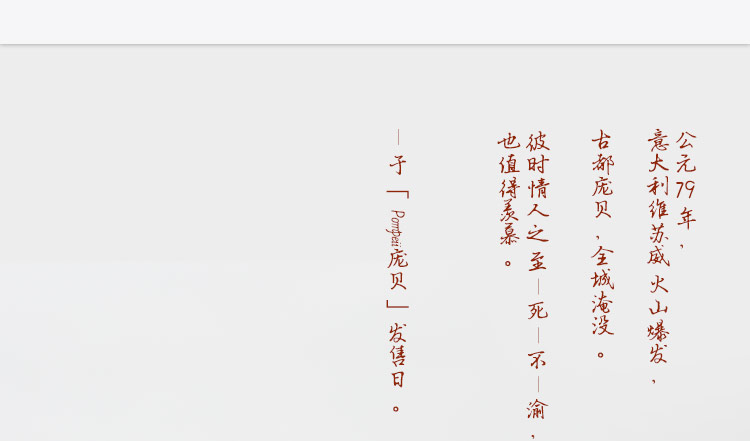 公元79年，
意大利维苏威火山爆发，
古都庞贝，全城淹没。
彼时情人之至—死—不—渝，
也值得羡慕。
—于「Pompeii庞贝」发售日。